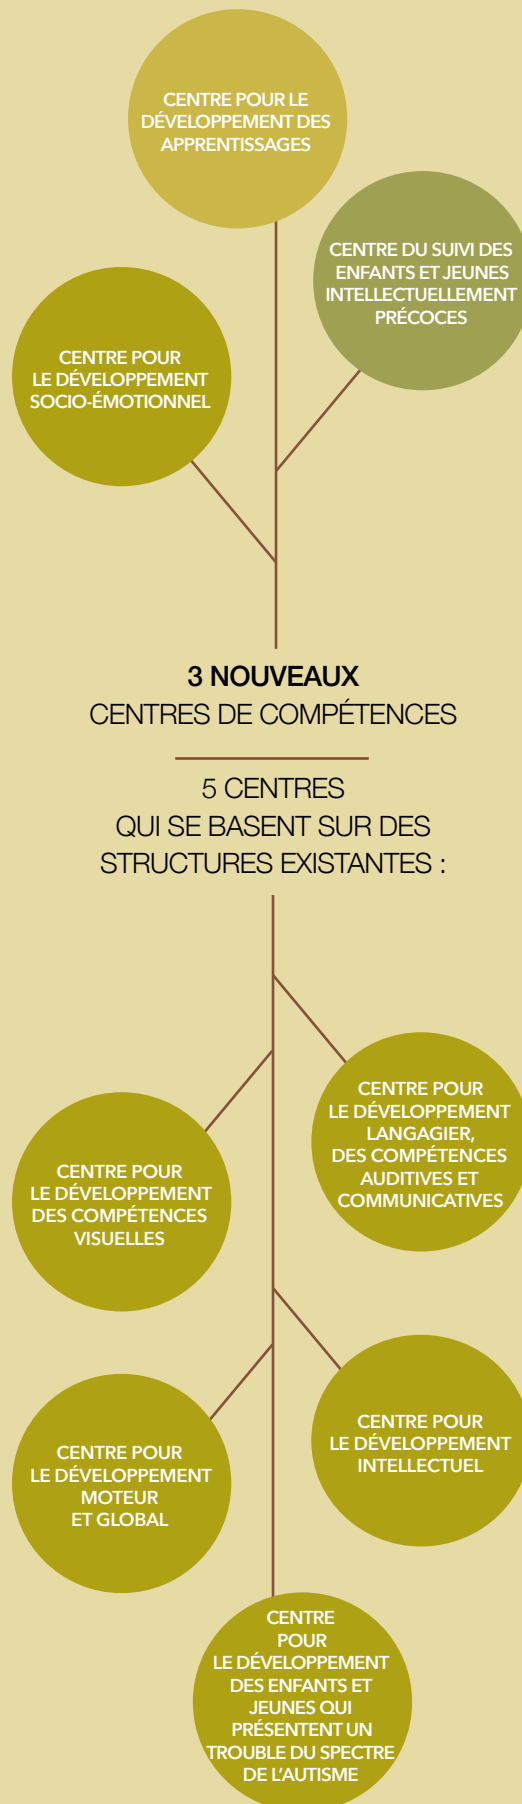 CENTRE POUR LE
DÉVELOPPEMENT DES
APPRENTISSAGES
CENTRE DU SUIVI DES
ENFANTS ET JEUNES
INTELLECTUELLEMENT
PRÉCOCES
CENTRE POUR
LE DÉVELOPPEMENT
SOCIO-ÉMOTIONNEL
3 NOUVEAUX
CENTRES DE COMPÉTENCES
5 CENTRES
QUI SE BASENT SUR DES
STRUCTURES EXISTANTES :
CENTRE POUR
LE DÉVELOPPEMENT
LANGAGIER,
DES COMPÉTENCES
AUDITIVES ET
COMMUNICATIVES
CENTRE POUR
LE DÉVELOPPEMENT
DES COMPÉTENCES
VISUELLES
CENTRE POUR
LE DÉVELOPPEMENT
INTELLECTUEL
CENTRE POUR
LE DÉVELOPPEMENT
MOTEUR
ET GLOBAL
CENTRE
POUR
LE DÉVELOPPEMENT
DES ENFANTS ET
JEUNES QUI
PRÉSENTENT UN
TROUBLE DU SPECTRE
DE L'AUTISME